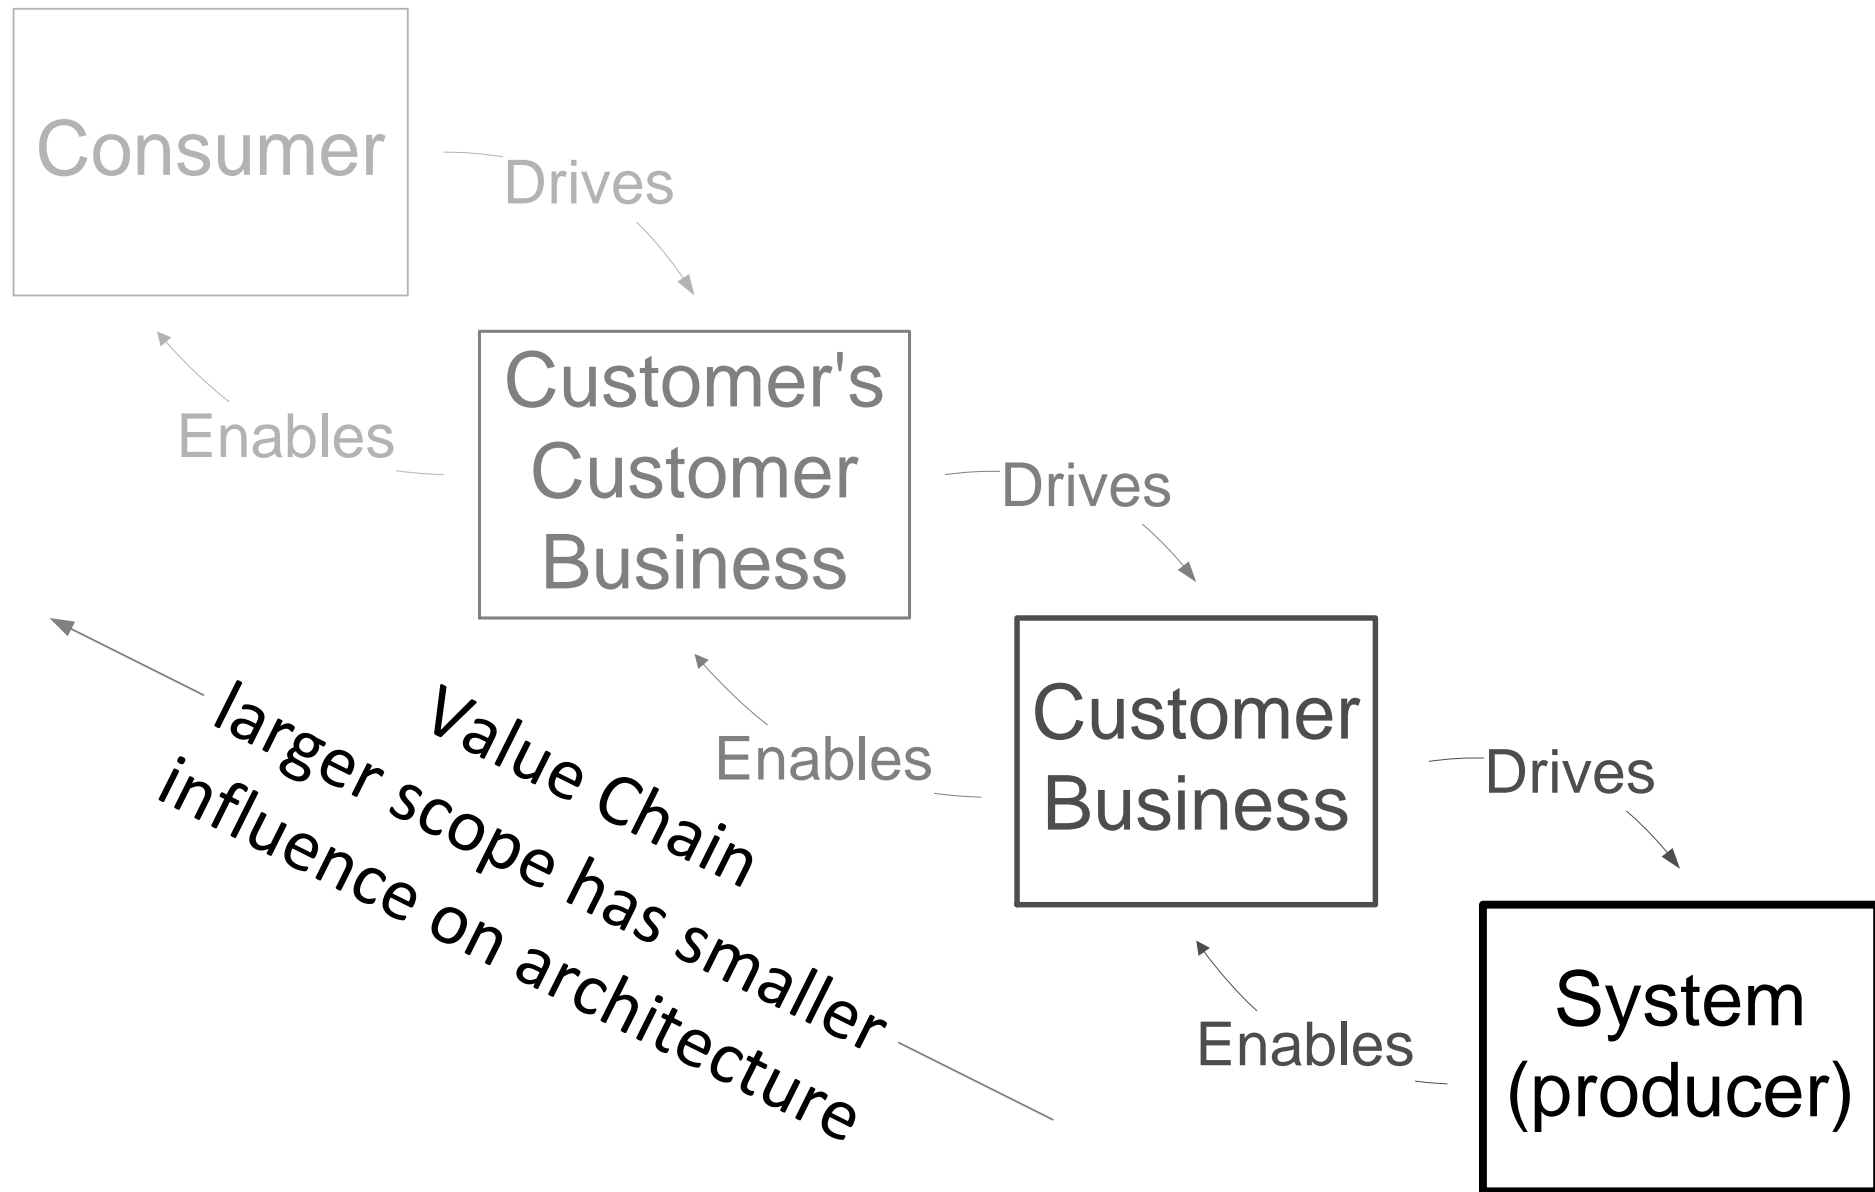 Consumer
Drives
Enables
Customer's
Customer
Business
Drives
Enables
Customer
Business
Drives
Enables
System
(producer)
Value Chain
larger scope has smaller
influence on architecture